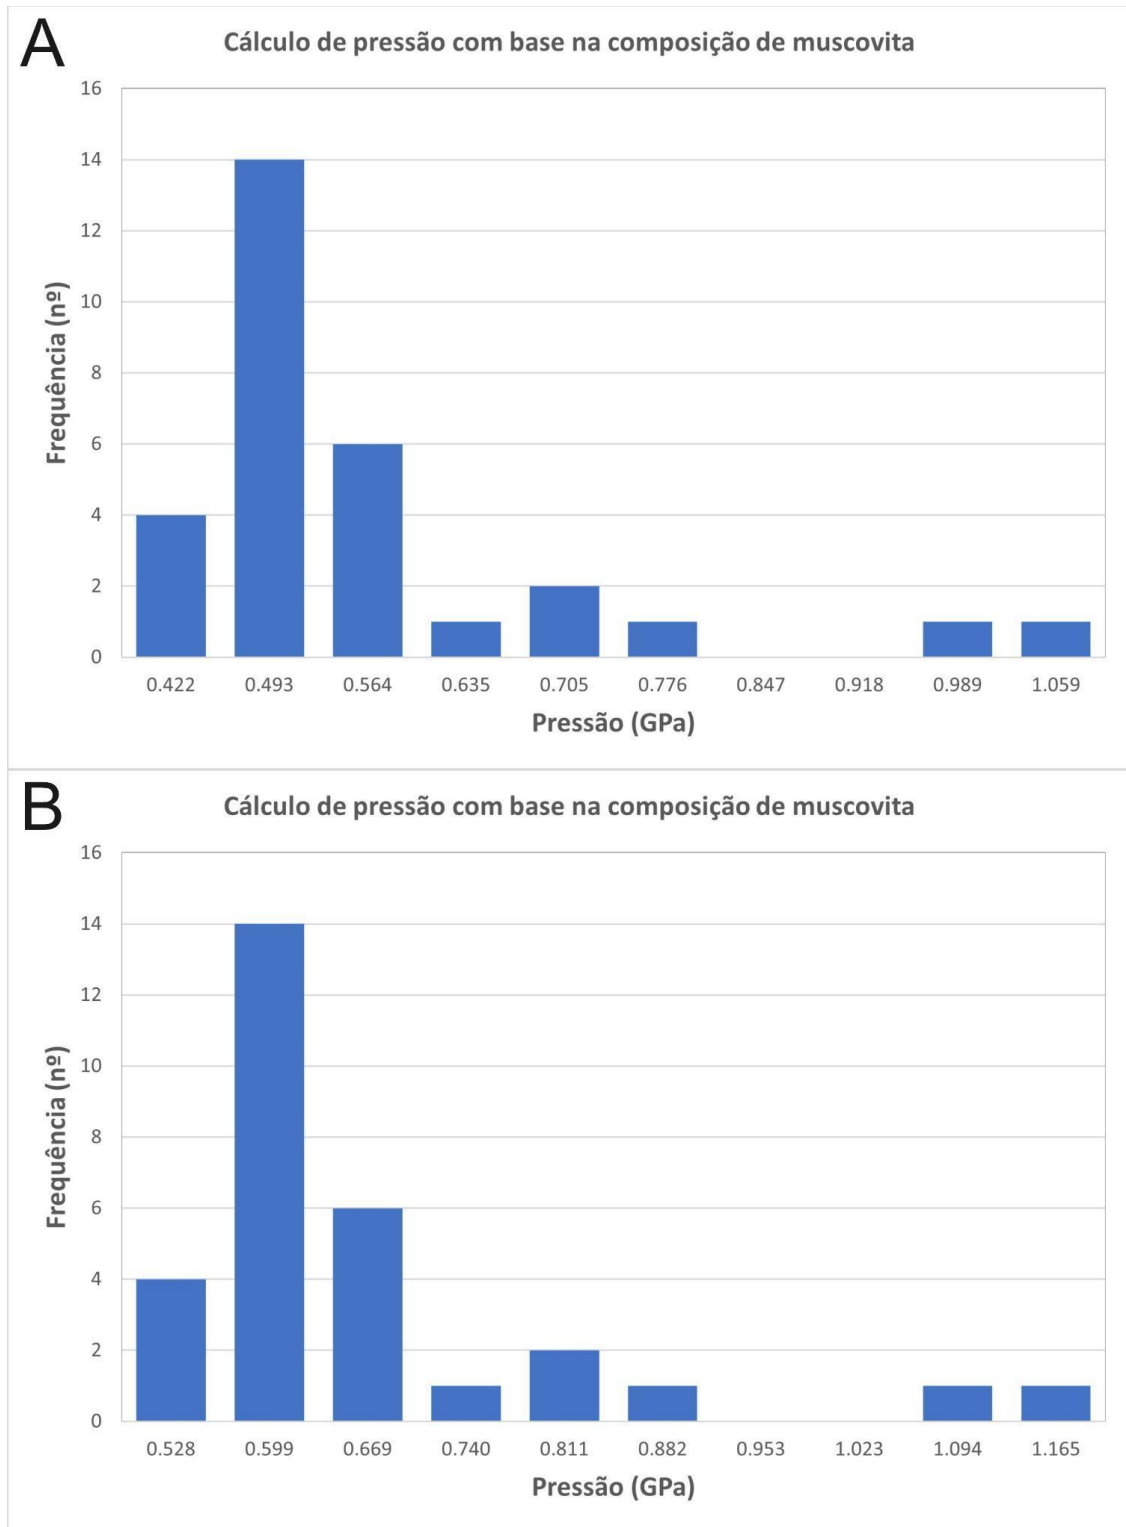 A
Cálculo de pressão com base na composição de muscovita
16
14
12
10
8
6
4
2
0
Frequência (nº)
0.422 0.493 0.564 0.635 0.705 0.776 0.847 0.918 0.989 1.059
Pressão (GPa)
B
Cálculo de pressão com base na composição de muscovita
16
14
12
10
8
6
4
2
0
Frequência (nº)
0.528 0.599 0.669 0.740 0.811 0.882 0.953 1.023 1.094 1.165
Pressão (GPa)